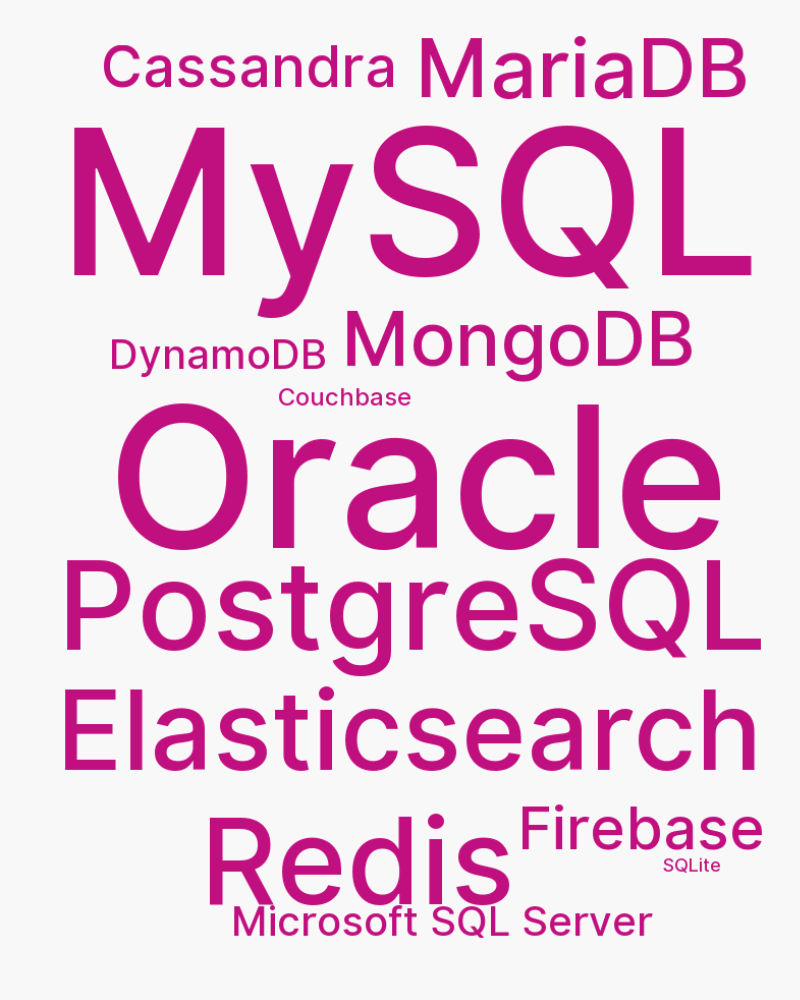 Cassandra MariaDB
MySQL
DynamoDB MongoDB
Couchbase
Oracle
PostgreSQL
Elasticsearch
Redis Firebase
SQLite
Microsoft SQL Server